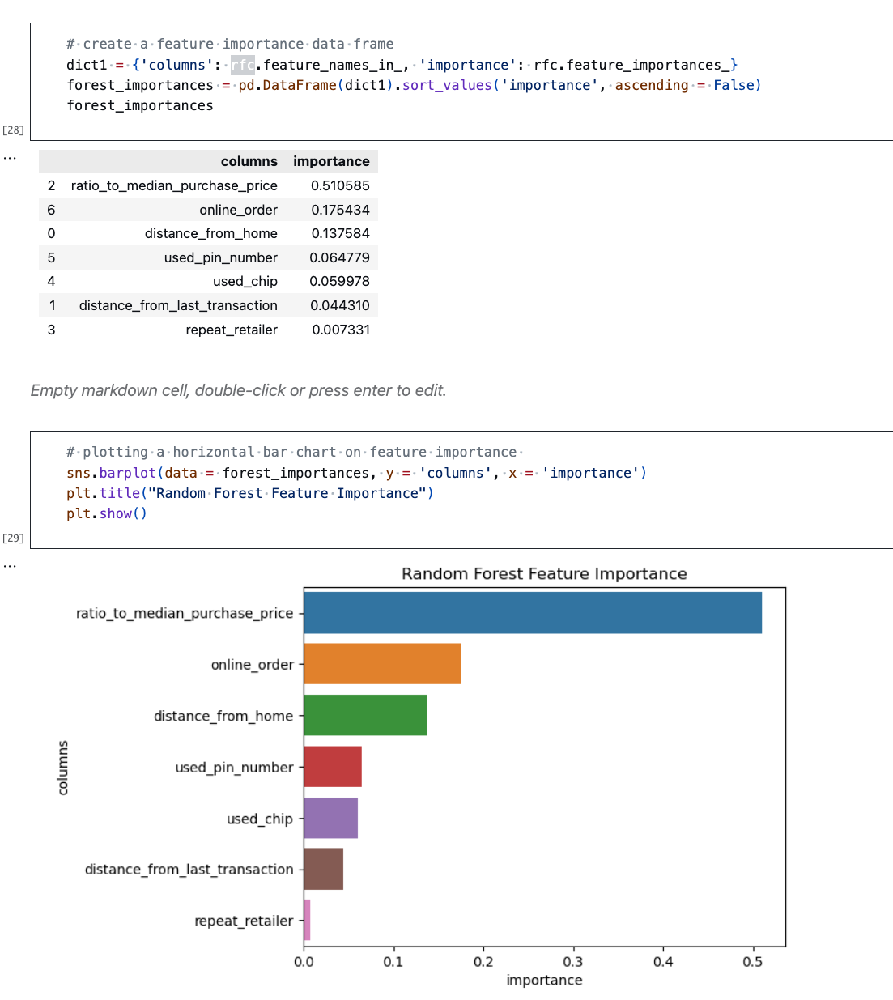 # create a feature importance data frame
dict1 = {'columns': rfc.feature_names_in_, 'importance': rfc.feature_importances_}
forest_importances = pd.DataFrame(dict1).sort_values('importance', ascending = False)
forest_importances
[28]
...
columns importance
2 ratio_to_median_purchase_price 0.510585
6 online_order 0.175434
0 distance_from_home 0.137584
5 used_pin_number 0.064779
4 used_chip 0.059978
1 distance_from_last_transaction 0.044310
3 repeat_retailer 0.007331
Empty markdown cell, double-click or press enter to edit.
# plotting a horizontal bar chart on feature importance
sns.barplot(data = forest_importances, y = 'columns', x = 'importance')
plt.title("Random Forest Feature Importance")
plt.show()
[29]
...
Random Forest Feature Importance
ratio_to_median_purchase_price
online_order
distance_from_home
used_pin_number
used_chip
distance_from_last_transaction
repeat_retailer
columns
0.0 0.1 0.2 0.3 0.4 0.5
importance